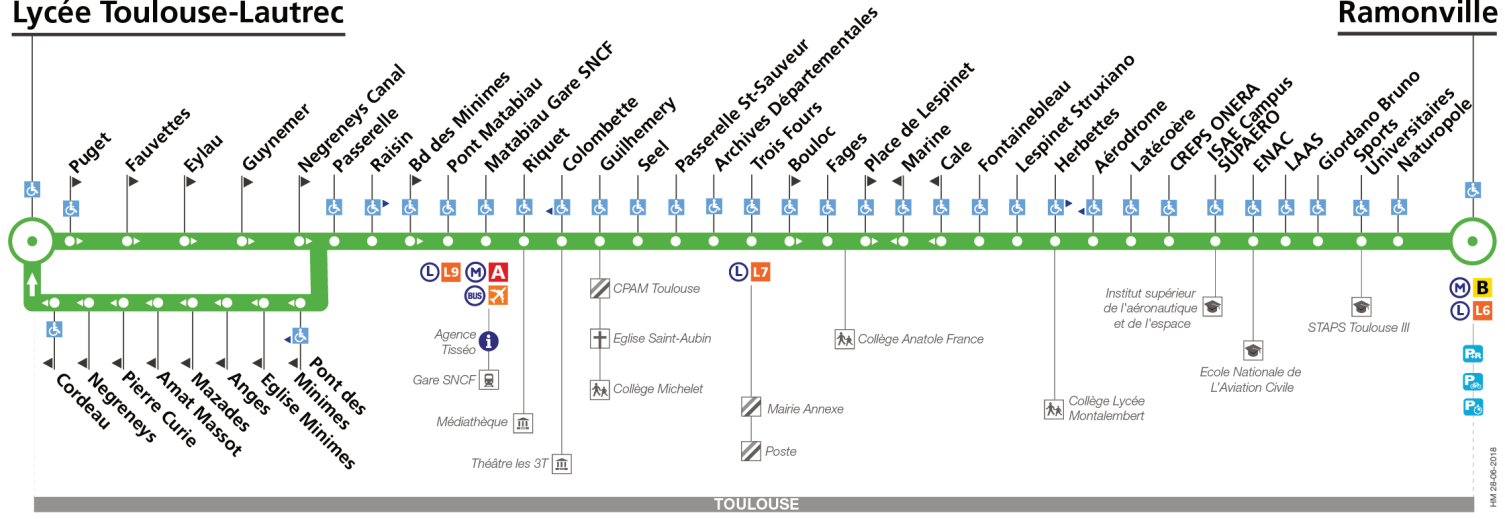 Lycée Toulouse-Lautrec
Ramonville
Puget
Fauvettes
Eylau
Guynemer
Negreneys Canal
Passerelle
Raisin
Bd des Minimes
Pont Matabiau
Matabiau Gare SNCF
Riquet
Colombette
Guilhemery
Seel
Passerelle St-Sauveur
Archives Départementales
Trois Fours
Bouloc
Fages
Place de Lespinet
Marine
Cale
Fontainebleau
Lespinet Struxiano
Herbettes
Aérodrome
Latécoère
CREPS ONERA
ISAE Campus
SUPAERO
ENAC
LAAS
Giordano Bruno
Sports
Universitaires
Naturopole
Cordeau
Negreneys
Pierre Curie
Amat Massot
Mazades
Anges
Eglise Minimes
Pont des
Minimes
L L9 M A
BUS
Agence
Tisséo
i
Gare SNCF
Médiathèque
Théâtre les 3T
CPAM Toulouse
Eglise Saint-Aubin
Collège Michelet
L L7
Mairie Annexe
Poste
Collège Anatole France
Collège Lycée
Montalembert
Institut supérieur
de l'aéronautique
et de l'espace
Ecole Nationale de
L'Aviation Civile
STAPS Toulouse III
M B
L L6
P+R
P
P
TOULOUSE
HM 28-06-2018